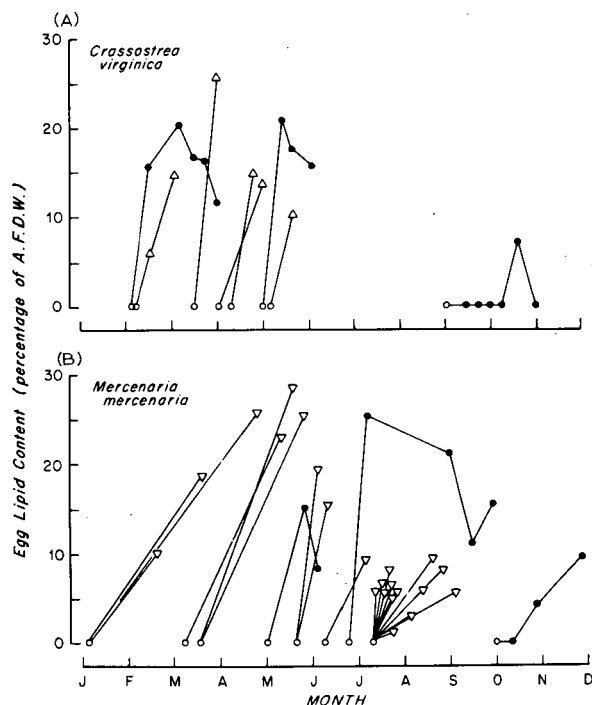 (A)
Crassostrea
virginica
30
20
10
0
Egg Lipid Content (percentage of A.F.D.W.)
(B)
Mercenaria
mercenaria
30
20
10
0
J F M A M J J A S O N D
MONTH